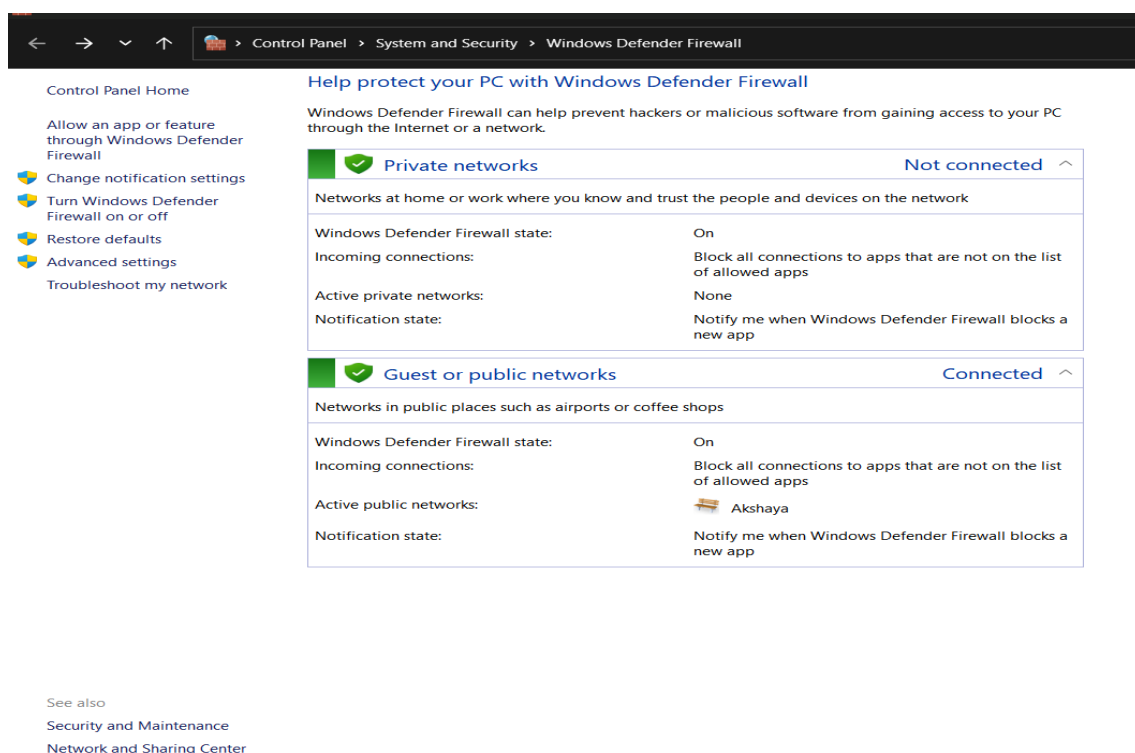 Control Panel > System and Security > Windows Defender Firewall
Control Panel Home
Allow an app or feature
through Windows Defender
Firewall
Change notification settings
Turn Windows Defender
Firewall on or off
Restore defaults
Advanced settings
Troubleshoot my network
Help protect your PC with Windows Defender Firewall
Windows Defender Firewall can help prevent hackers or malicious software from gaining access to your PC
through the Internet or a network.
Private networks Not connected
Networks at home or work where you know and trust the people and devices on the network
Windows Defender Firewall state: On
Incoming connections: Block all connections to apps that are not on the list
of allowed apps
Active private networks: None
Notification state: Notify me when Windows Defender Firewall blocks a
new app
Guest or public networks Connected
Networks in public places such as airports or coffee shops
Windows Defender Firewall state: On
Incoming connections: Block all connections to apps that are not on the list
of allowed apps
Active public networks: Akshaya
Notification state: Notify me when Windows Defender Firewall blocks a
new app
See also
Security and Maintenance
Network and Sharing Center